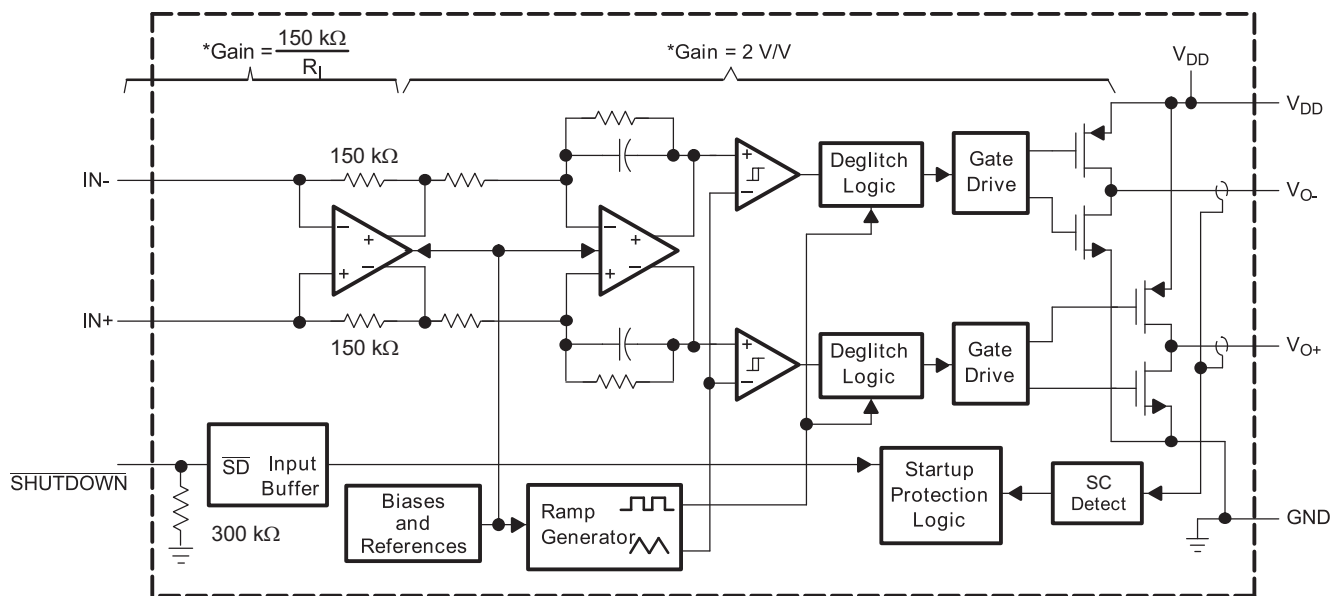 *Gain = 150 kΩ / R_I
*Gain = 2 V/V
V_DD
V_DD
150 kΩ
IN-
+
−
Deglitch
Logic
Gate
Drive
V_O-
−
+
+
−
−
+
+
−
IN+
150 kΩ
+
−
Deglitch
Logic
Gate
Drive
V_O+
S̅H̅U̅T̅D̅O̅W̅N̅
S̅D̅ Input
Buffer
300 kΩ
Biases
and
References
Ramp
Generator
Startup
Protection
Logic
SC
Detect
GND